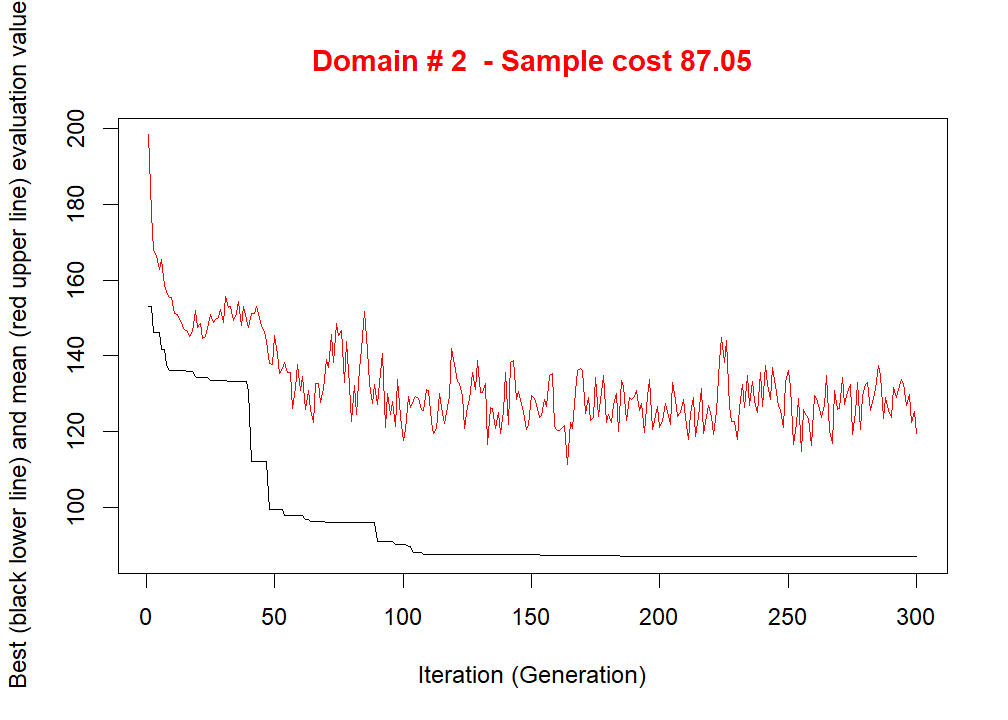 Domain # 2  - Sample cost 87.05
Best (black lower line) and mean (red upper line) evaluation value
200
180
160
140
120
100
0 50 100 150 200 250 300
Iteration (Generation)